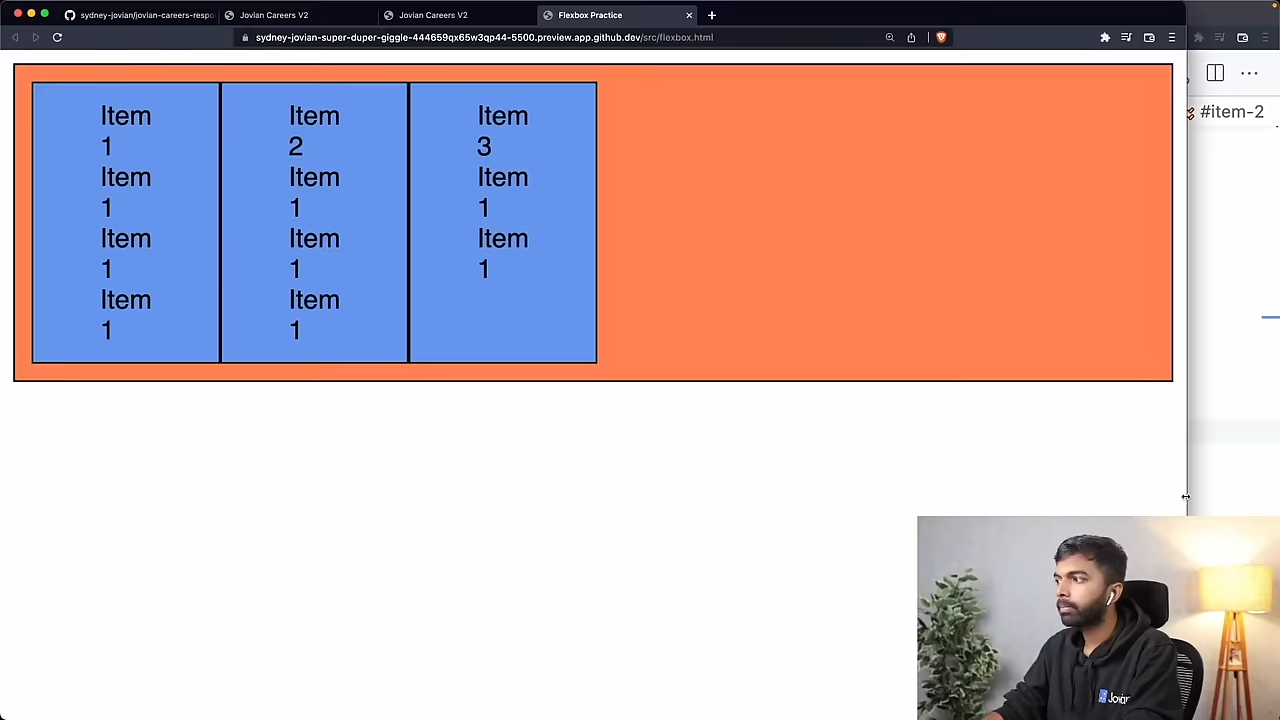 sydney-jovian/jovian-careers-respo
Jovian Careers V2
Jovian Careers V2
Flexbox Practice
sydney-jovian-super-duper-giggle-444659qx65w3qp44-5500.preview.app.github.dev/src/flexbox.html
#item-2
Item
1
Item
1
Item
1
Item
1
Item
2
Item
1
Item
1
Item
1
Item
3
Item
1
Item
1